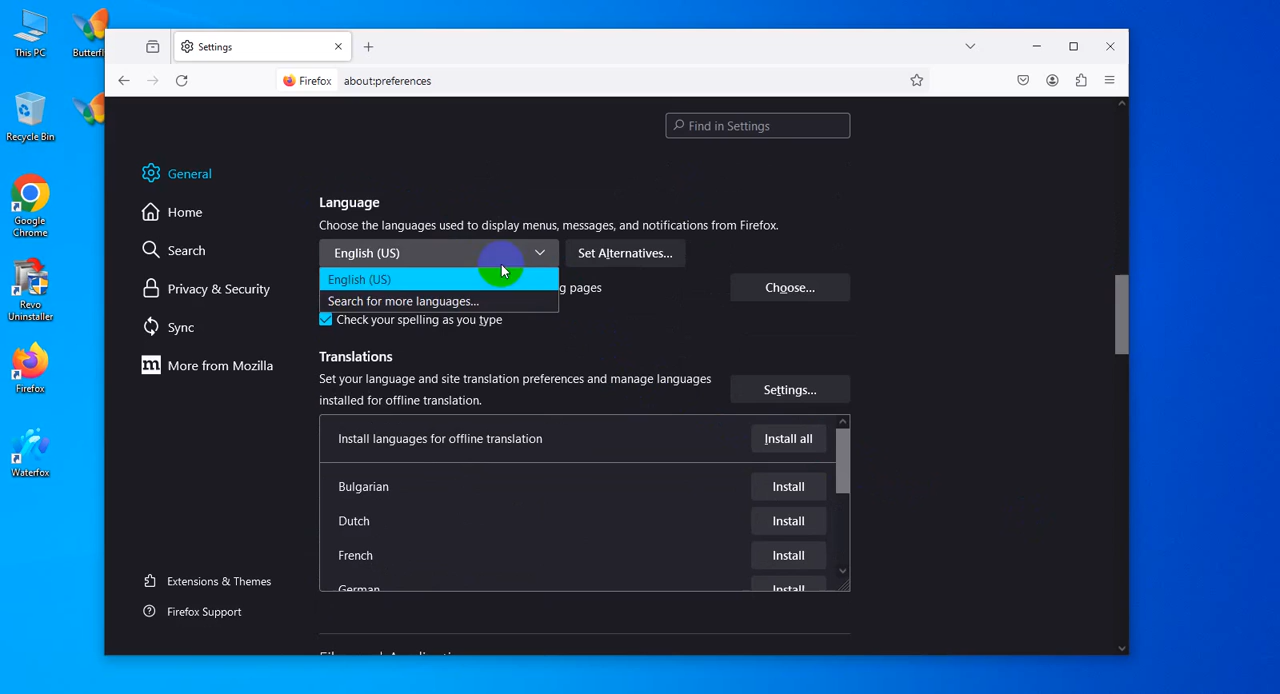 This PC
Butterfl
Recycle Bin
Google
Chrome
Revo
Uninstaller
Firefox
Waterfox
Settings
Firefox
about:preferences
Find in Settings
General
Home
Search
Privacy & Security
Sync
m
More from Mozilla
Extensions & Themes
Firefox Support
Language
Choose the languages used to display menus, messages, and notifications from Firefox.
English (US)
Set Alternatives...
English (US)
Search for more languages...
g pages
Choose...
Check your spelling as you type
Translations
Set your language and site translation preferences and manage languages
installed for offline translation.
Settings...
Install languages for offline translation
Install all
Bulgarian
Install
Dutch
Install
French
Install
German
Install